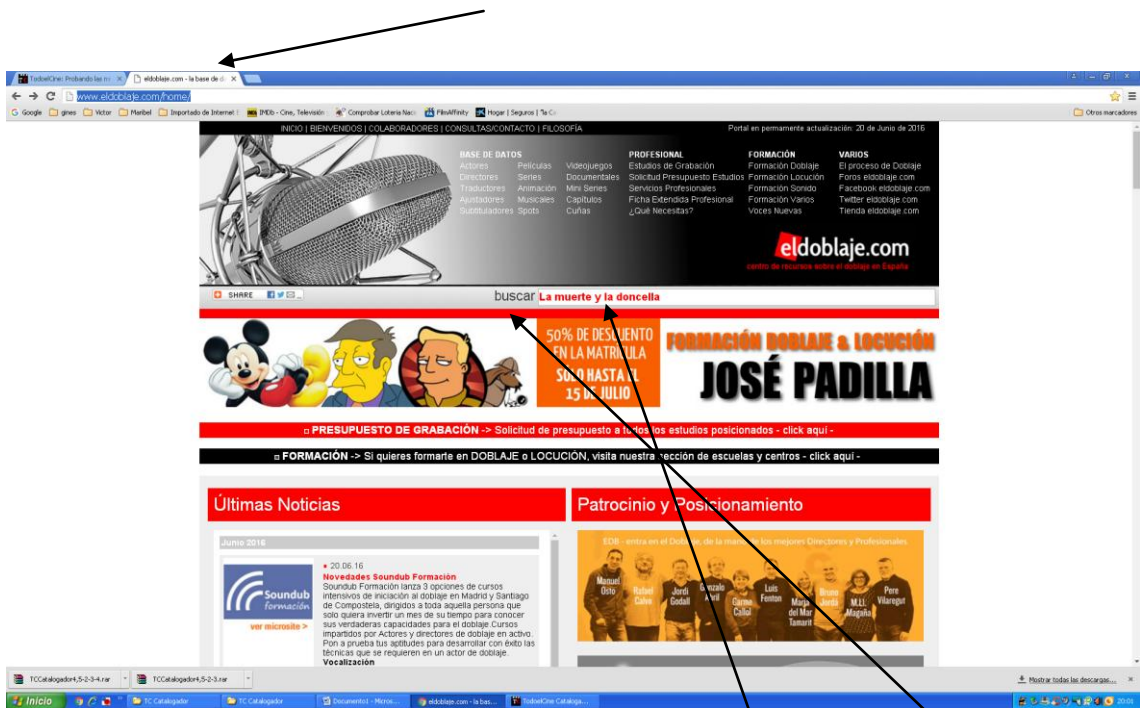 TodoelCine: Probando las m
eldoblaje.com - la base de d
www.eldoblaje.com/home/
Google gines Victor Maribel Importado de Internet IMDb - Cine, Televisión Comprobar Loteria Nac FilmAffinity Hogar | Seguros | Te C
Otros marcadores
INICIO | BIENVENIDOS | COLABORADORES | CONSULTAS/CONTACTO | FILOSOFÍA
Portal en permamente actualización: 20 de Junio de 2016
BASE DE DATOS PROFESIONAL FORMACIÓN VARIOS
Actores Películas Videojuegos Estudios de Grabación Formación Doblaje El proceso de Doblaje
Directores Series Documentales Solicitud Presupuesto Estudios Formación Locución Foros eldoblaje.com
Traductores Animación Mini Series Servicios Profesionales Formación Sonido Facebook eldoblaje.com
Ajustadores Musicales Capítulos Ficha Extendida Profesional Formación Varios Twitter eldoblaje.com
Subtituladores Spots Cuñas ¿Qué Necesitas? Voces Nuevas Tienda eldoblaje.com
eldoblaje.com
centro de recursos sobre el doblaje en España
SHARE
buscar La muerte y la doncella
50% DE DESCUENTO
EN LA MATRÍCULA
SOLO HASTA EL
15 DE JULIO
FORMACIÓN DOBLAJE & LOCUCIÓN
JOSÉ PADILLA
PRESUPUESTO DE GRABACIÓN -> Solicitud de presupuesto a todos los estudios posicionados - click aquí -
FORMACIÓN -> Si quieres formarte en DOBLAJE o LOCUCIÓN, visita nuestra sección de escuelas y centros - click aquí -
Últimas Noticias
Patrocinio y Posicionamiento
Junio 2016
Soundub
formación
ver microsite >
20.06.16
Novedades Soundub Formación
Soundub Formación lanza 3 opciones de cursos
intensivos de iniciación al doblaje en Madrid y Santiago
de Compostela, dirigidos a toda aquella persona que
solo quiera invertir un mes de su tiempo para conocer
sus verdaderas capacidades para el doblaje.Cursos
impartidos por Actores y directores de doblaje en activo.
Pon a prueba tus aptitudes para desarrollar con éxito las
técnicas que se requieren en un actor de doblaje.
Vocalización
EDB - entra en el Doblaje, de la mano de los mejores Directores y Profesionales
Manuel Osto
Rafael Calvo
Jordi Godall
Gonzalo Abril
Carme Calliol
Luis Fenton
Maria del Mar Tamarit
Bruno Jordá
M.U. Magaña
Pere Vilaregut
TCCatalogador4,5-2-3-4.rar
TCCatalogador4,5-2-3.rar
Mostrar todas las descargas...
Inicio
TC Catalogador
TC Catalogador
Documento1 - Micros...
eldoblaje.com - la bas...
TodoelCine Cataloga...
20:01